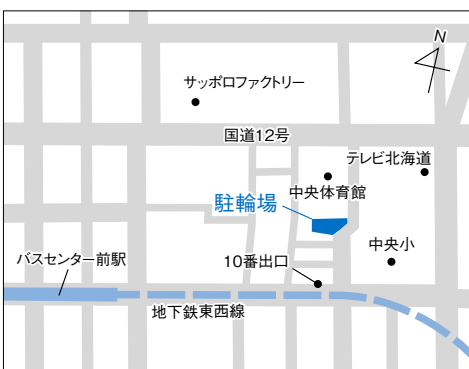 N
サッポロファクトリー
国道12号
テレビ北海道
中央体育館
駐輪場
中央小
バスセンター前駅
10番出口
地下鉄東西線